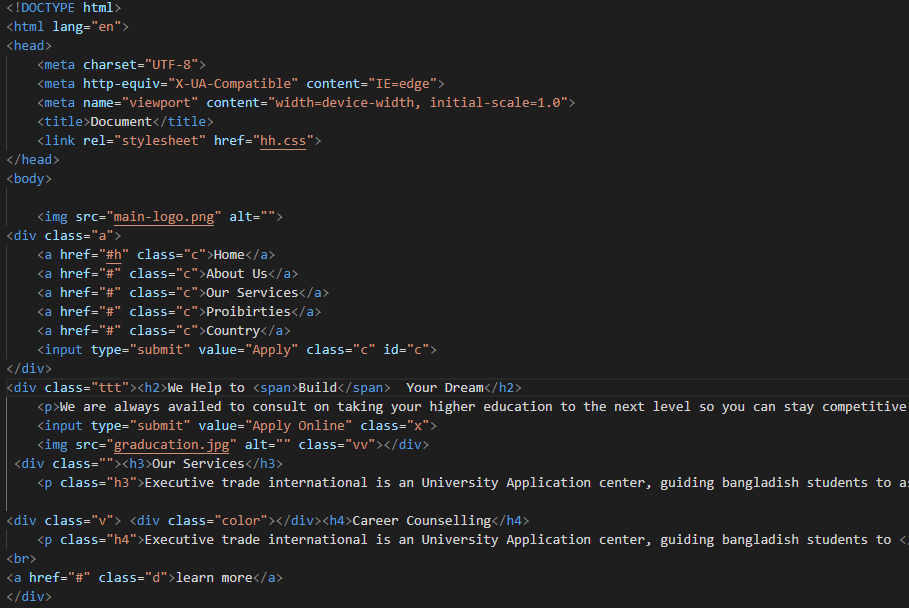 <!DOCTYPE html>
<html lang="en">
<head>
    <meta charset="UTF-8">
    <meta http-equiv="X-UA-Compatible" content="IE=edge">
    <meta name="viewport" content="width=device-width, initial-scale=1.0">
    <title>Document</title>
    <link rel="stylesheet" href="hh.css">
</head>
<body>
    <img src="main-logo.png" alt="">
<div class="a">
    <a href="#h" class="c">Home</a>
    <a href="#" class="c">About Us</a>
    <a href="#" class="c">Our Services</a>
    <a href="#" class="c">Proibirties</a>
    <a href="#" class="c">Country</a>
    <input type="submit" value="Apply" class="c" id="c">
</div>
<div class="ttt"><h2>We Help to <span>Build</span>  Your Dream</h2>
    <p>We are always availed to consult on taking your higher education to the next level so you can stay competitive
    <input type="submit" value="Apply Online" class="x">
    <img src="graducation.jpg" alt="" class="vv"></div>
 <div class=""><h3>Our Services</h3>
    <p class="h3">Executive trade international is an University Application center, guiding bangladish students to as
<div class="v"> <div class="color"></div><h4>Career Counselling</h4>
    <p class="h4">Executive trade international is an University Application center, guiding bangladish students to </
<br>
<a href="#" class="d">learn more</a>
</div>